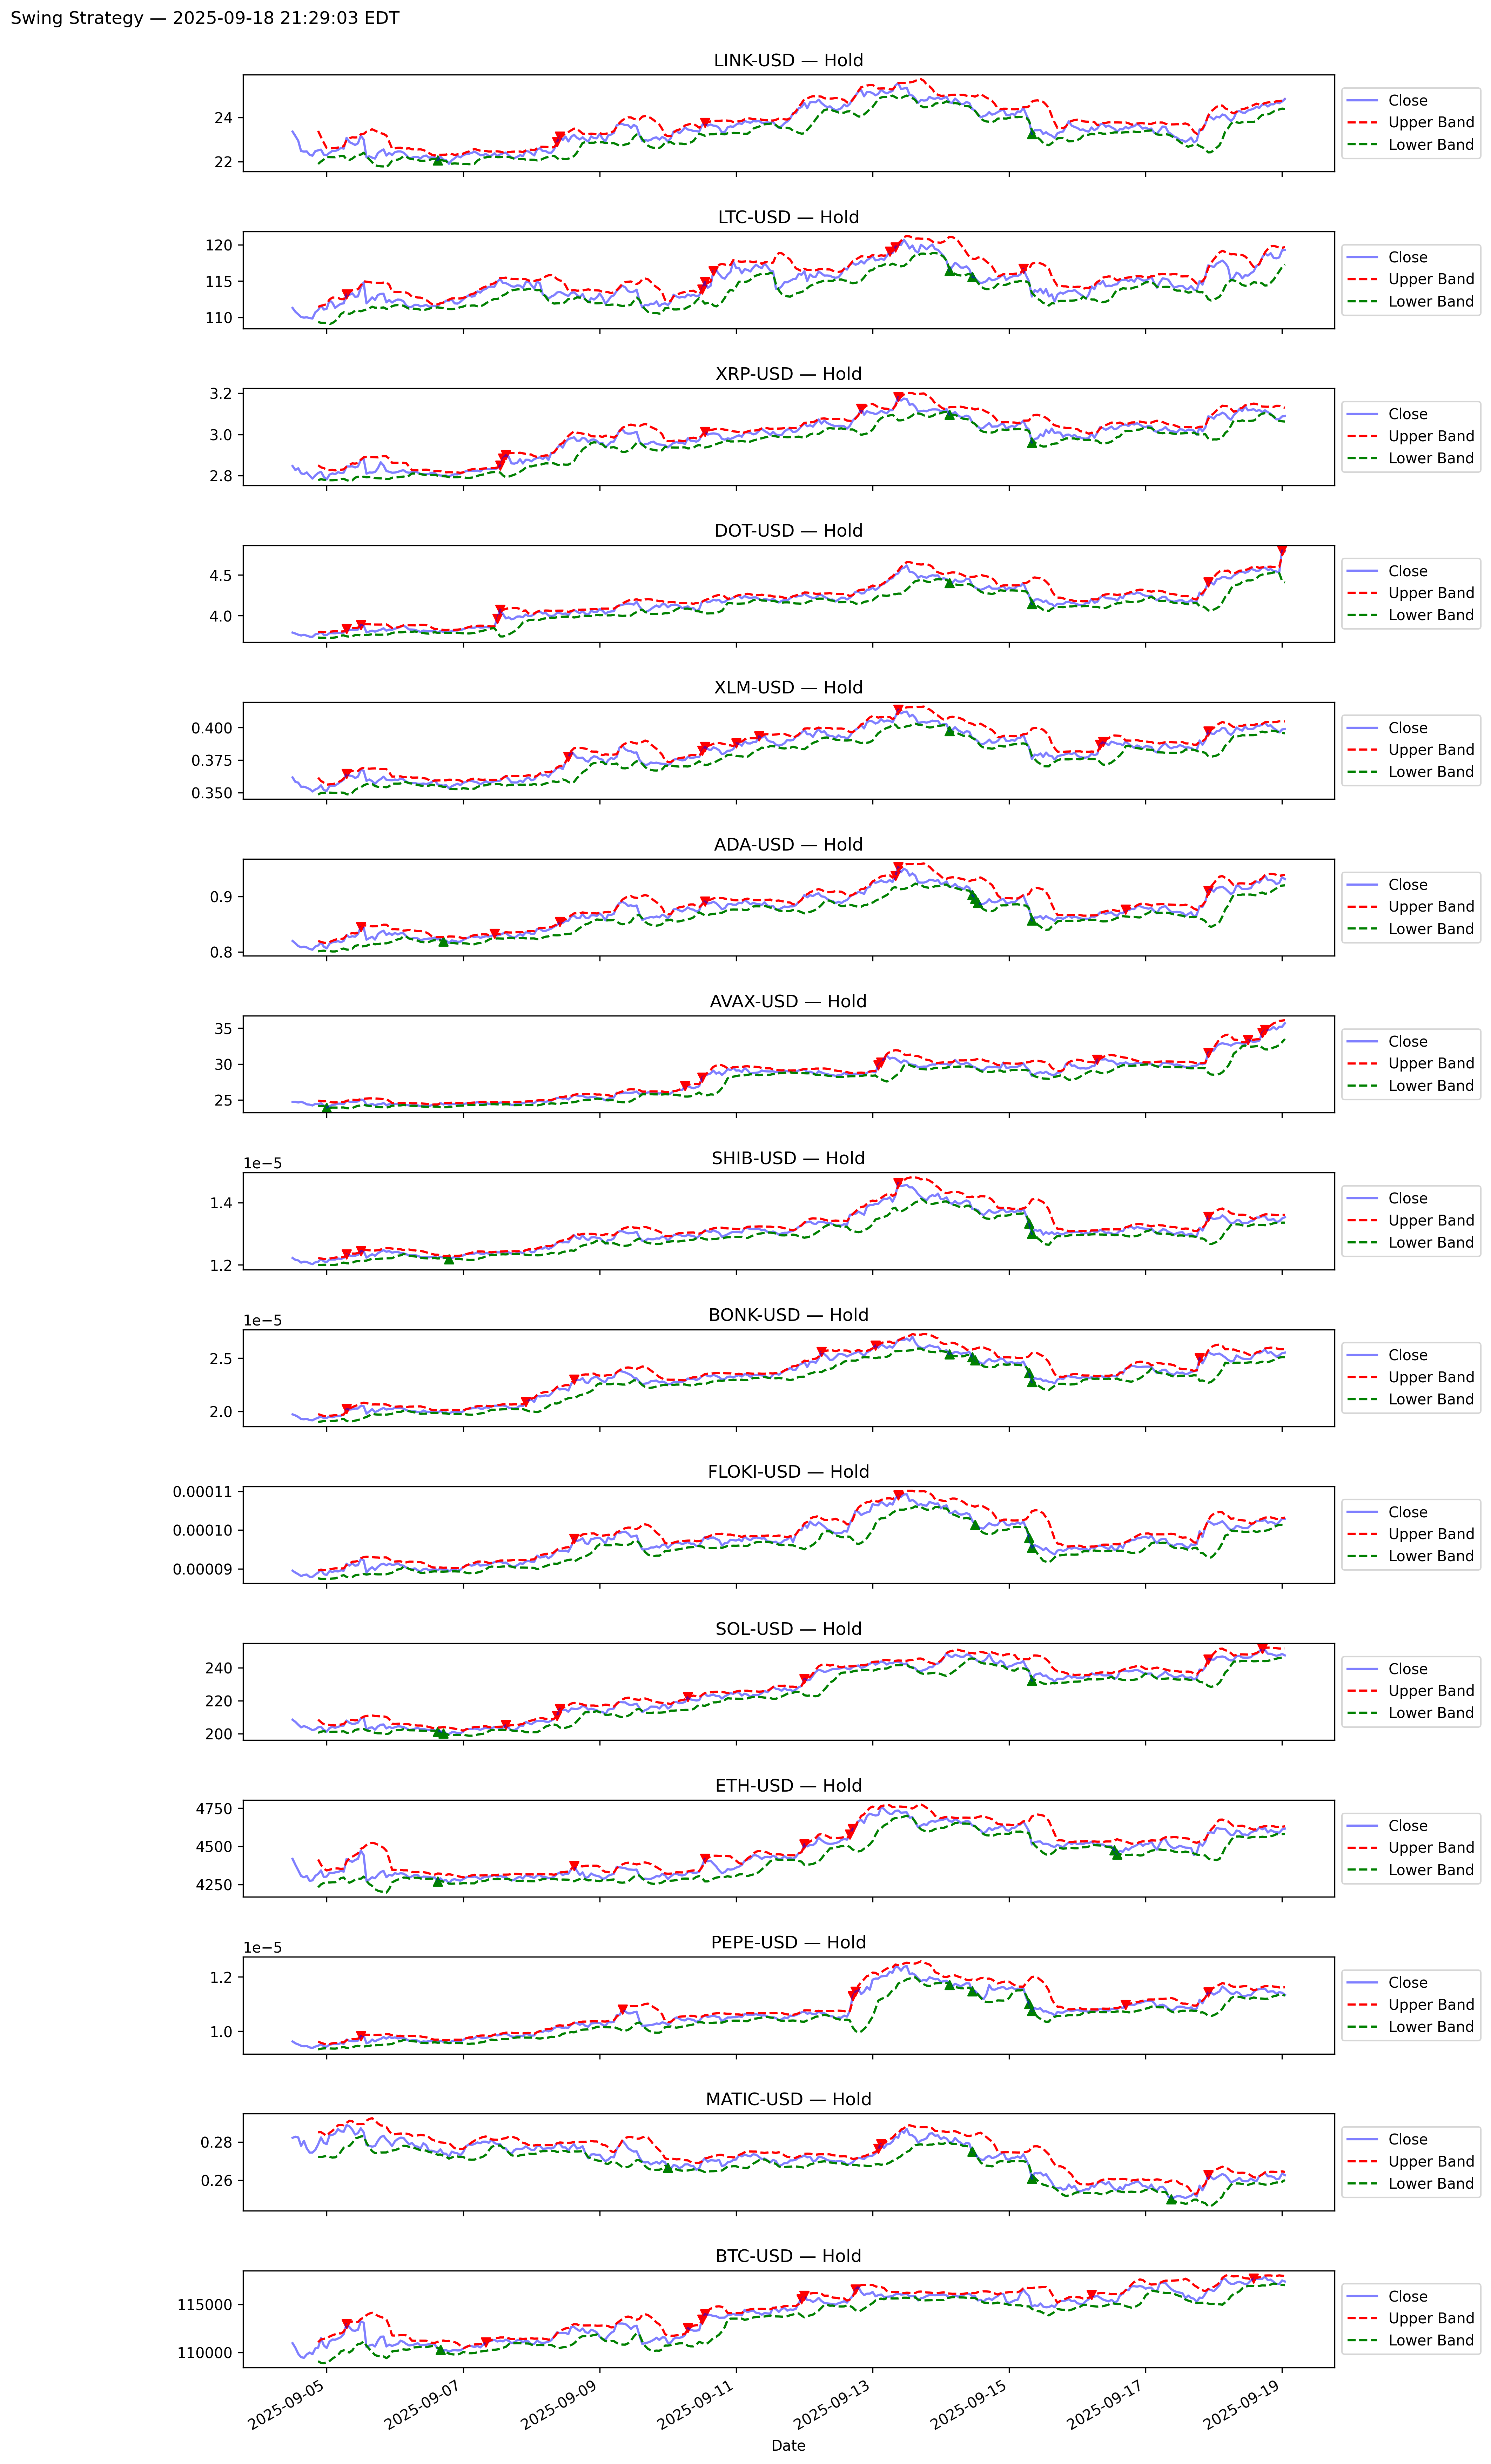 Swing Strategy — 2025-09-18 21:29:03 EDT
LINK-USD — Hold
24
22
Close
Upper Band
Lower Band
LTC-USD — Hold
120
115
110
Close
Upper Band
Lower Band
XRP-USD — Hold
3.2
3.0
2.8
Close
Upper Band
Lower Band
DOT-USD — Hold
4.5
4.0
Close
Upper Band
Lower Band
XLM-USD — Hold
0.400
0.375
0.350
Close
Upper Band
Lower Band
ADA-USD — Hold
0.9
0.8
Close
Upper Band
Lower Band
AVAX-USD — Hold
35
30
25
Close
Upper Band
Lower Band
SHIB-USD — Hold
1e−5
1.4
1.2
Close
Upper Band
Lower Band
BONK-USD — Hold
1e−5
2.5
2.0
Close
Upper Band
Lower Band
FLOKI-USD — Hold
0.00011
0.00010
0.00009
Close
Upper Band
Lower Band
SOL-USD — Hold
240
220
200
Close
Upper Band
Lower Band
ETH-USD — Hold
4750
4500
4250
Close
Upper Band
Lower Band
PEPE-USD — Hold
1e−5
1.2
1.0
Close
Upper Band
Lower Band
MATIC-USD — Hold
0.28
0.26
Close
Upper Band
Lower Band
BTC-USD — Hold
115000
110000
Close
Upper Band
Lower Band
2025-09-05
2025-09-07
2025-09-09
2025-09-11
2025-09-13
2025-09-15
2025-09-17
2025-09-19
Date